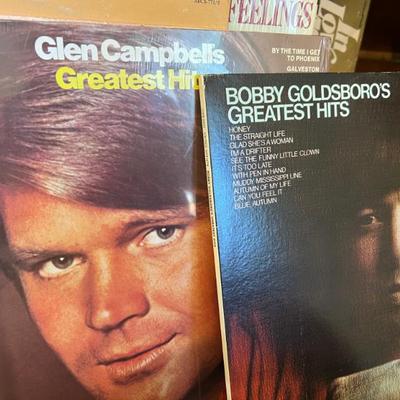 FEELINGS
Glen Campbell's
Greatest Hit
BY THE TIME I GET
TO PHOENIX
GALVESTON
BOBBY GOLDSBORO'S
GREATEST HITS
HONEY
THE STRAIGHT LIFE
GLAD SHE'S A WOMAN
I'M A DRIFTER
SEE THE FUNNY LITTLE CLOWN
IT'S TOO LATE
WITH PEN IN HAND
MUDDY MISSISSIPPI LINE
AUTUMN OF MY LIFE
CAN YOU FEEL IT
BLUE AUTUMN